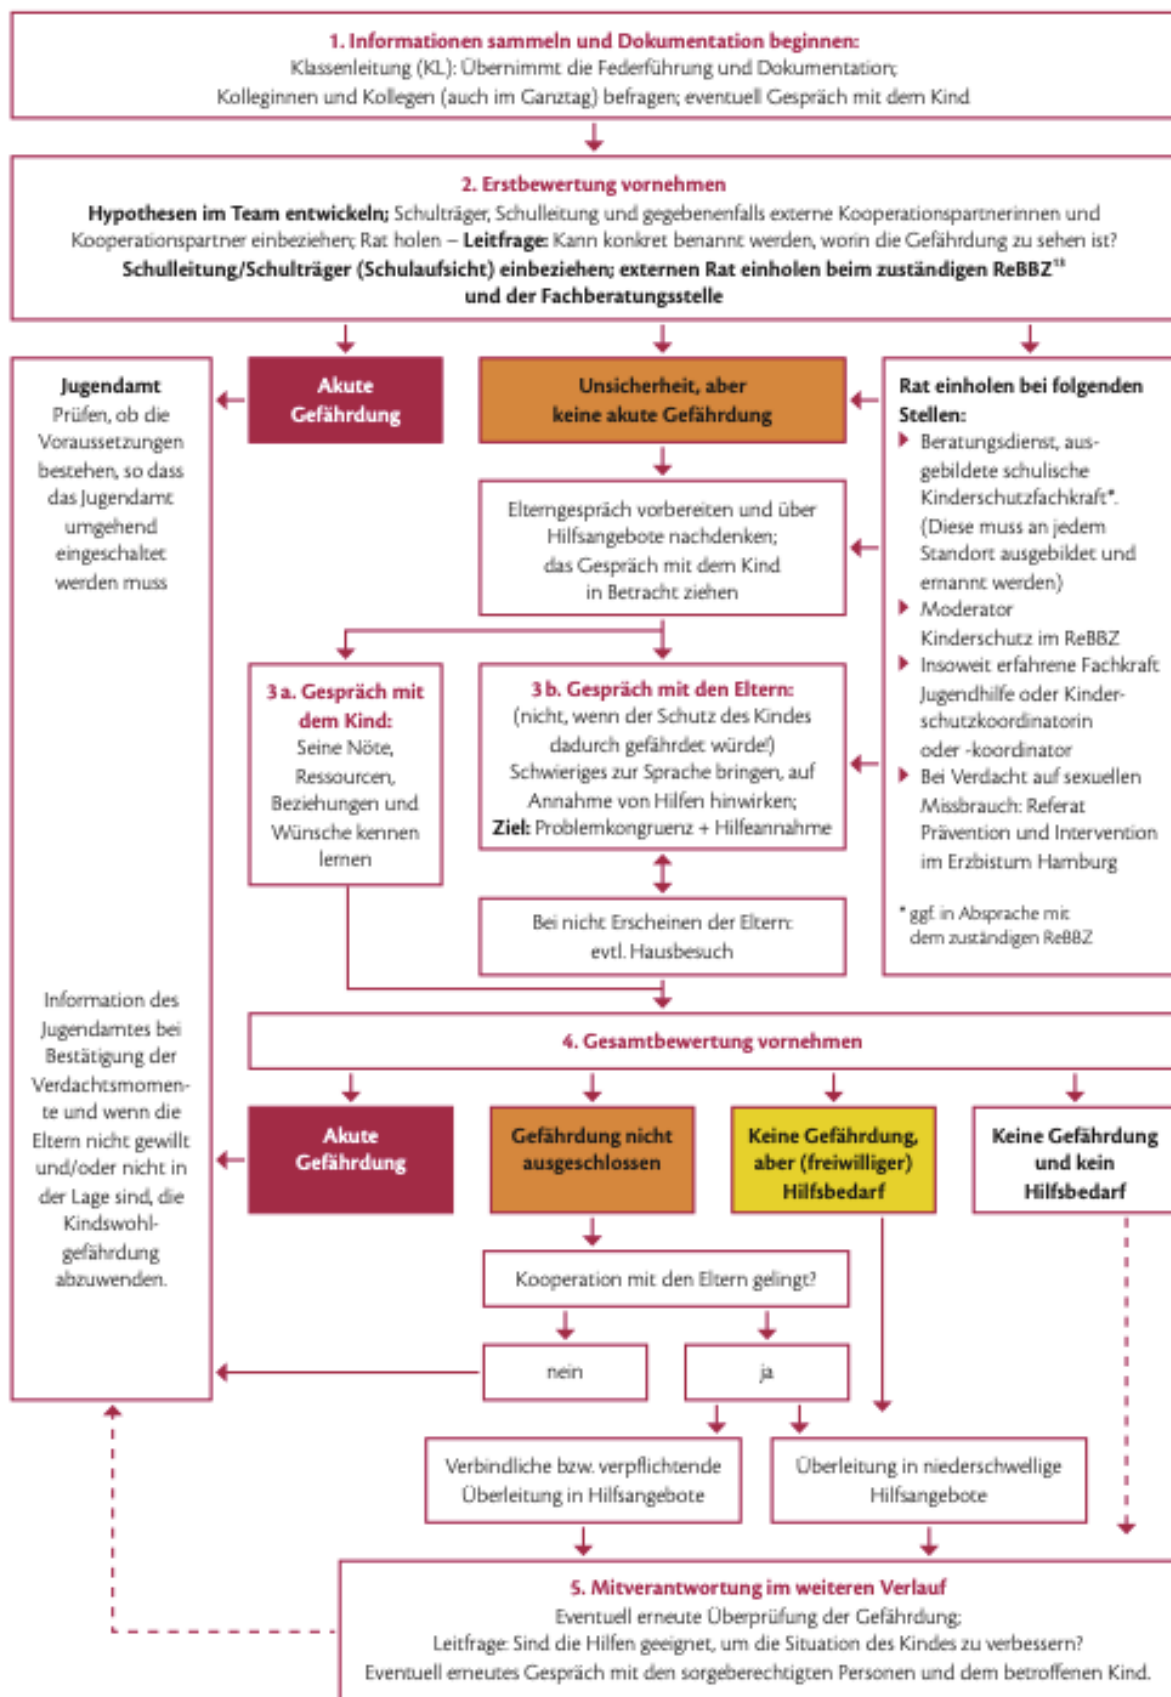 1. Informationen sammeln und Dokumentation beginnen:
Klassenleitung (KL): Übernimmt die Federführung und Dokumentation;
Kolleginnen und Kollegen (auch im Ganztag) befragen; eventuell Gespräch mit dem Kind
2. Erstbewertung vornehmen
Hypothesen im Team entwickeln; Schulträger, Schulleitung und gegebenenfalls externe Kooperationspartnerinnen und
Kooperationspartner einbeziehen; Rat holen – Leitfrage: Kann konkret benannt werden, worin die Gefährdung zu sehen ist?
Schulleitung/Schulträger (Schulaufsicht) einbeziehen; externen Rat einholen beim zuständigen ReBBZ¹³
und der Fachberatungsstelle
Jugendamt
Prüfen, ob die
Voraussetzungen
bestehen, so dass
das Jugendamt
umgehend
eingeschaltet
werden muss
Akute
Gefährdung
Unsicherheit, aber
keine akute Gefährdung
Rat einholen bei folgenden
Stellen:
Beratungsdienst, aus-
gebildete schulische
Kinderschutzfachkraft*.
(Diese muss an jedem
Standort ausgebildet und
ernannt werden)
Moderator
Kinderschutz im ReBBZ
Insoweit erfahrene Fachkraft
Jugendhilfe oder Kinder-
schutzkoordinatorin
oder -koordinator
Bei Verdacht auf sexuellen
Missbrauch: Referat
Prävention und Intervention
im Erzbistum Hamburg
* ggf. in Absprache mit
dem zuständigen ReBBZ
Elterngespräch vorbereiten und über
Hilfsangebote nachdenken;
das Gespräch mit dem Kind
in Betracht ziehen
3 a. Gespräch mit
dem Kind:
Seine Nöte,
Ressourcen,
Beziehungen und
Wünsche kennen
lernen
3 b. Gespräch mit den Eltern:
(nicht, wenn der Schutz des Kindes
dadurch gefährdet würde!)
Schwieriges zur Sprache bringen, auf
Annahme von Hilfen hinwirken;
Ziel: Problemkongruenz + Hilfeannahme
Bei nicht Erscheinen der Eltern:
evtl. Hausbesuch
Information des
Jugendamtes bei
Bestätigung der
Verdachtsmomen-
te und wenn die
Eltern nicht gewillt
und/oder nicht in
der Lage sind, die
Kindswohl-
gefährdung
abzuwenden.
4. Gesamtbewertung vornehmen
Akute
Gefährdung
Gefährdung nicht
ausgeschlossen
Keine Gefährdung,
aber (freiwilliger)
Hilfsbedarf
Keine Gefährdung
und kein
Hilfsbedarf
Kooperation mit den Eltern gelingt?
nein
ja
Verbindliche bzw. verpflichtende
Überleitung in Hilfsangebote
Überleitung in niederschwellige
Hilfsangebote
5. Mitverantwortung im weiteren Verlauf
Eventuell erneute Überprüfung der Gefährdung;
Leitfrage: Sind die Hilfen geeignet, um die Situation des Kindes zu verbessern?
Eventuell erneutes Gespräch mit den sorgeberechtigten Personen und dem betroffenen Kind.